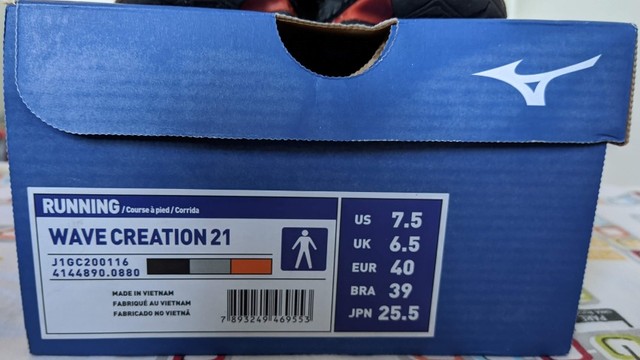 RUNNING / Course à pied / Corrida
WAVE CREATION 21
J1GC200116
4144890.0880
MADE IN VIETNAM
FABRIQUÉ AU VIETNAM
FABRICADO NO VIETNÃ
7 893249 469553
US 7.5
UK 6.5
EUR 40
BRA 39
JPN 25.5